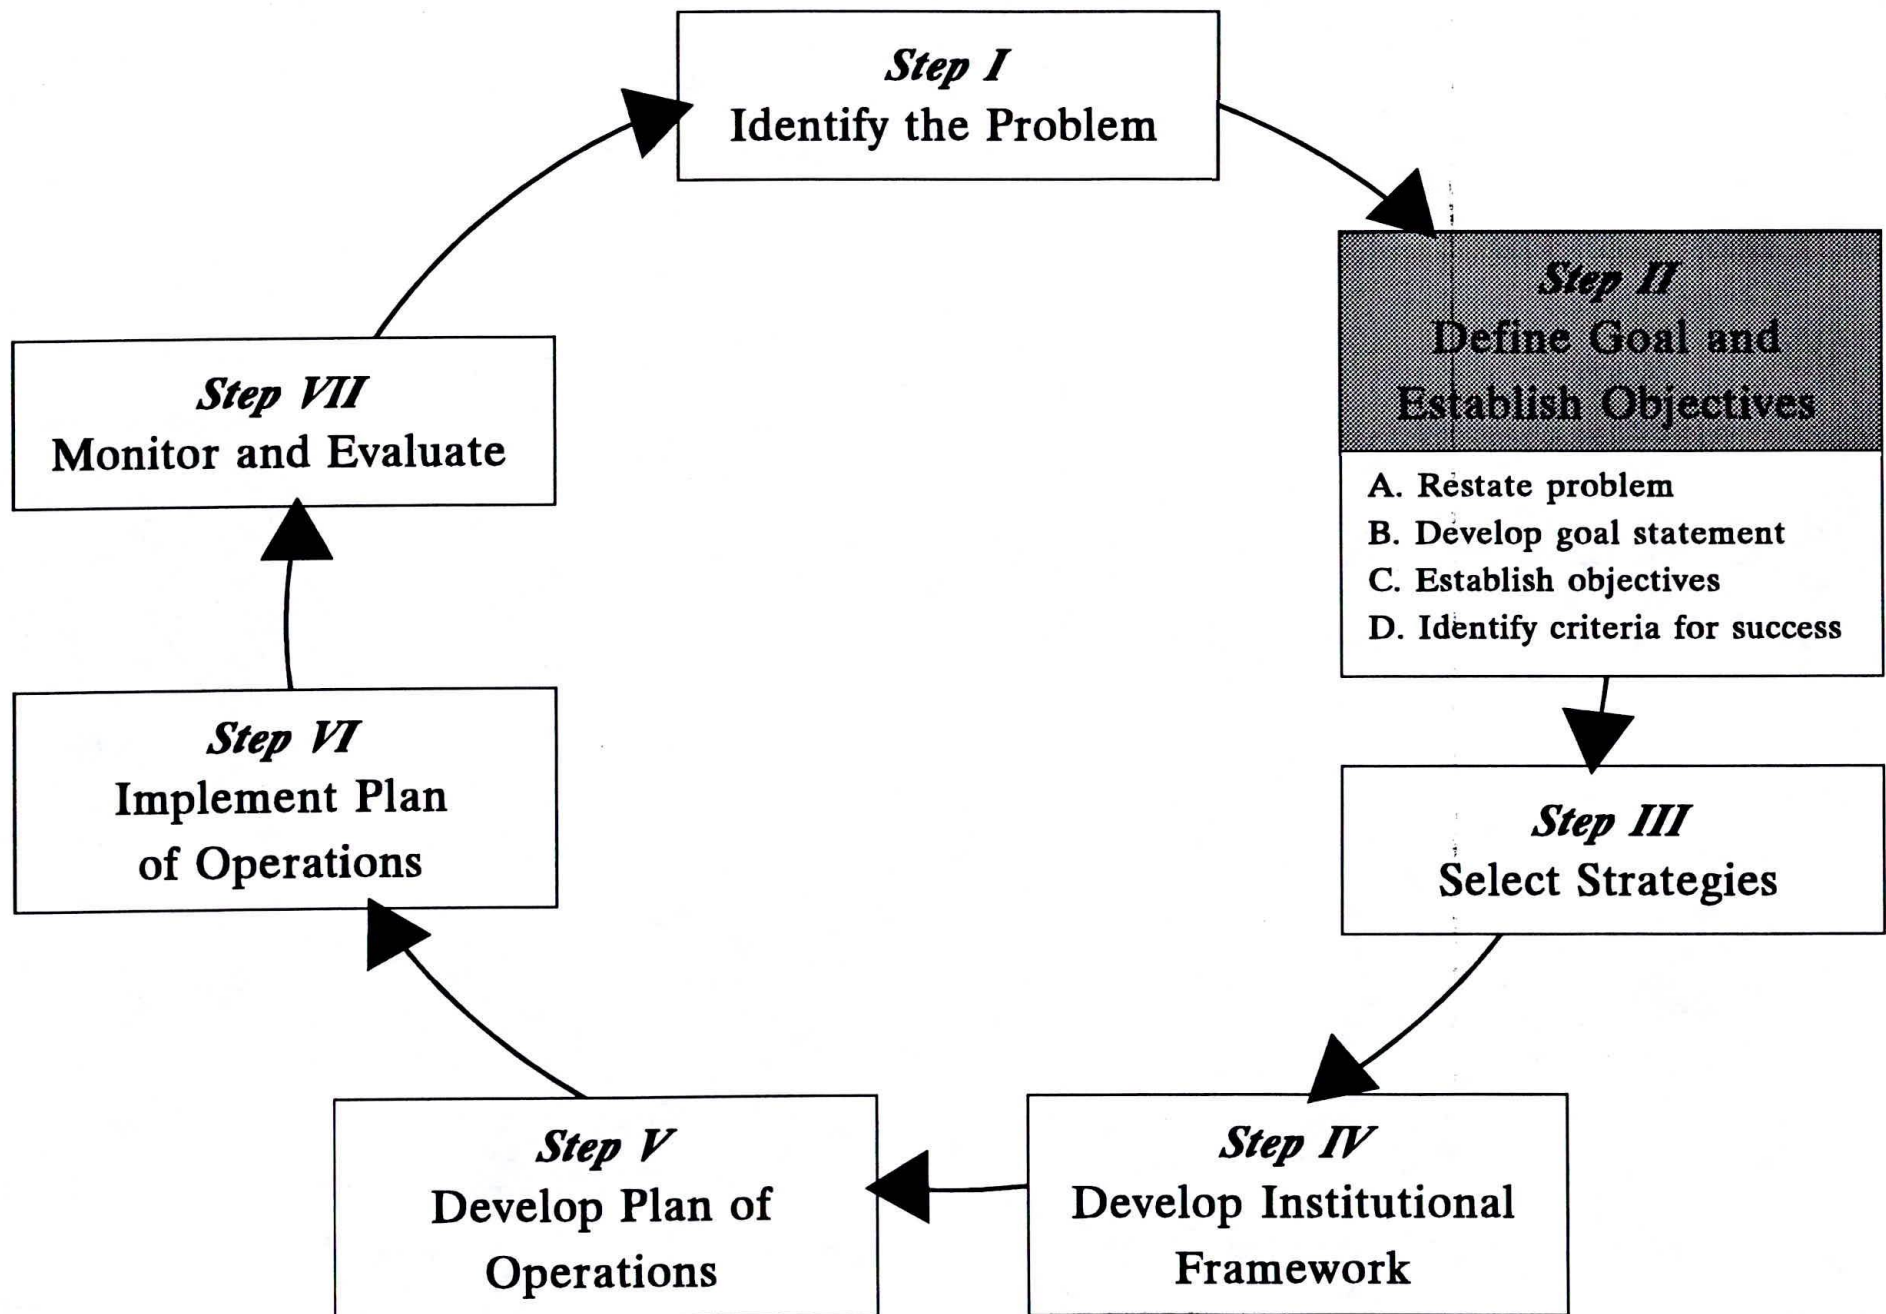 Step I
Identify the Problem
Step II
Define Goal and
Establish Objectives
A. Restate problem
B. Develop goal statement
C. Establish objectives
D. Identify criteria for success
Step III
Select Strategies
Step IV
Develop Institutional
Framework
Step V
Develop Plan of
Operations
Step VI
Implement Plan
of Operations
Step VII
Monitor and Evaluate